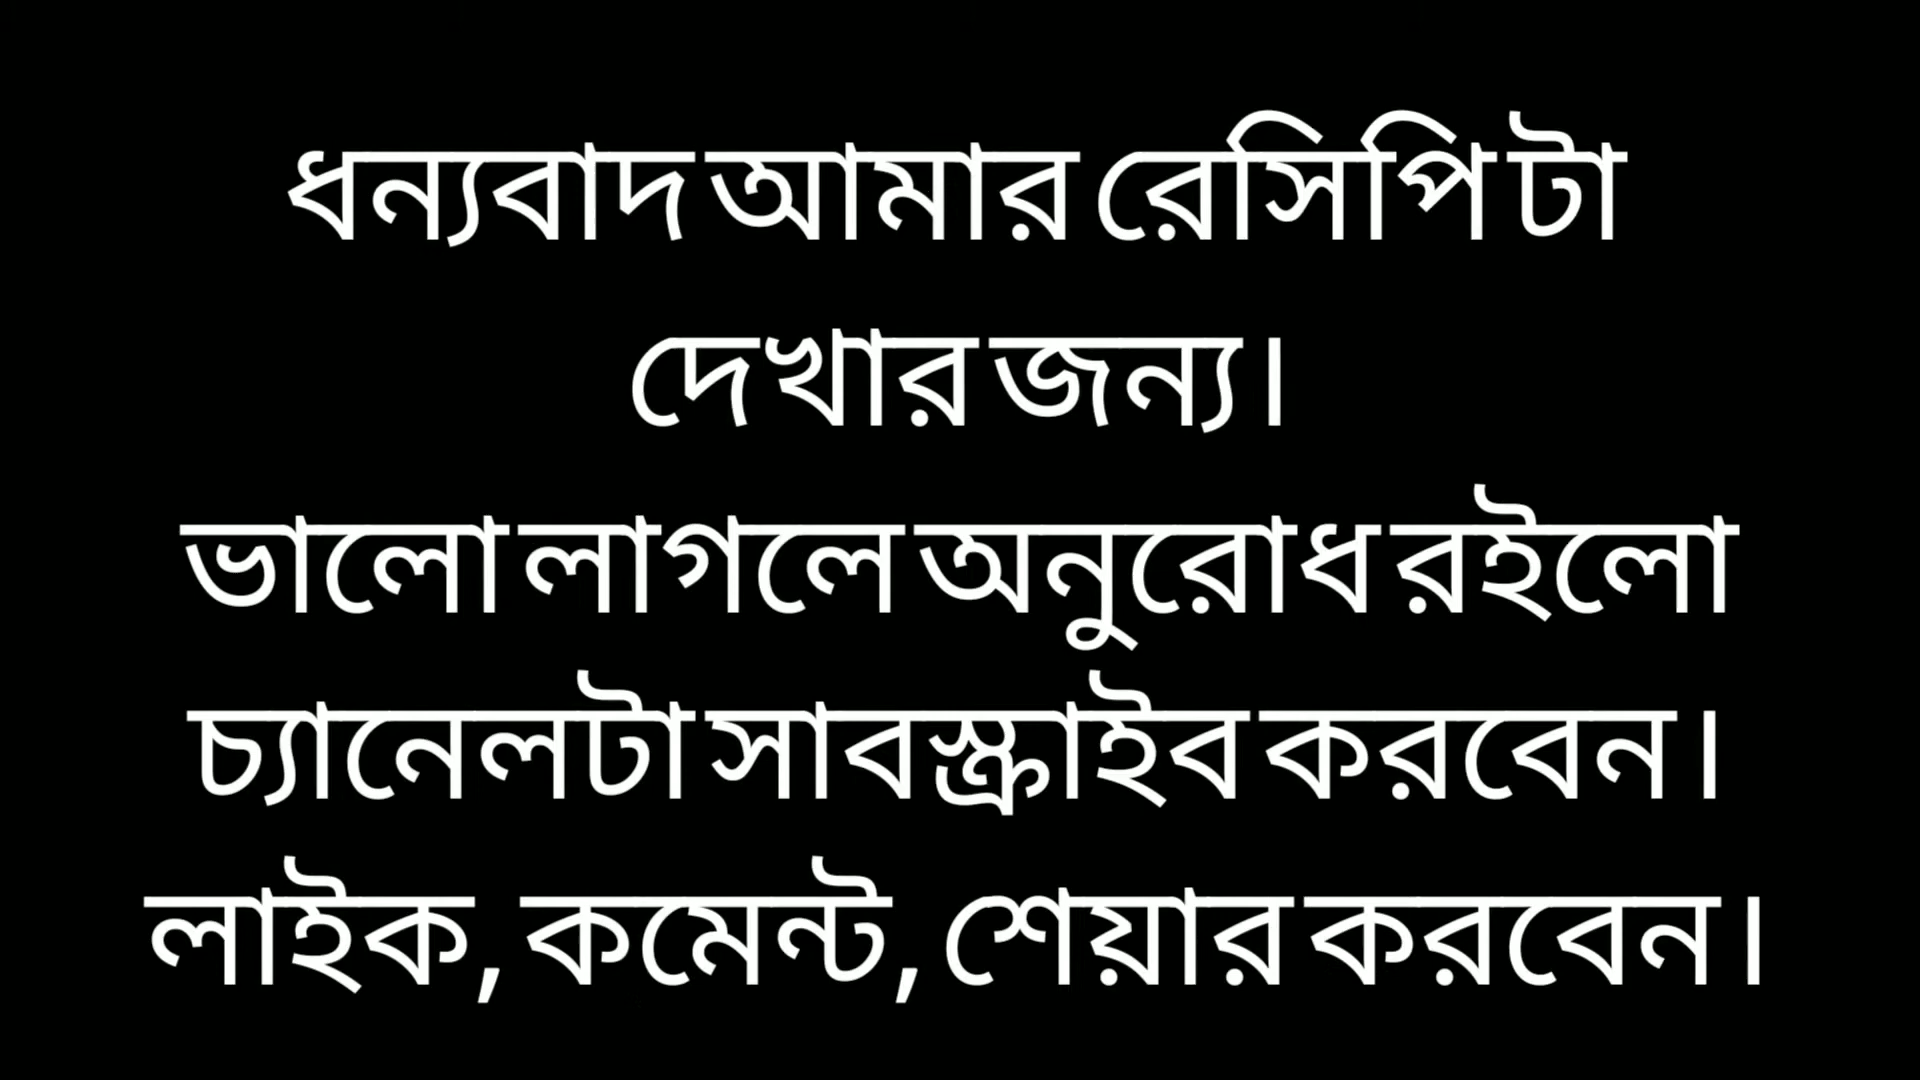 ধন্যবাদ আমার রেসিপি টা
দেখার জন্য।
ভালো লাগলে অনুরোধ রইলো
চ্যানেলটা সাবস্ক্রাইব করবেন।
লাইক, কমেন্ট, শেয়ার করবেন।